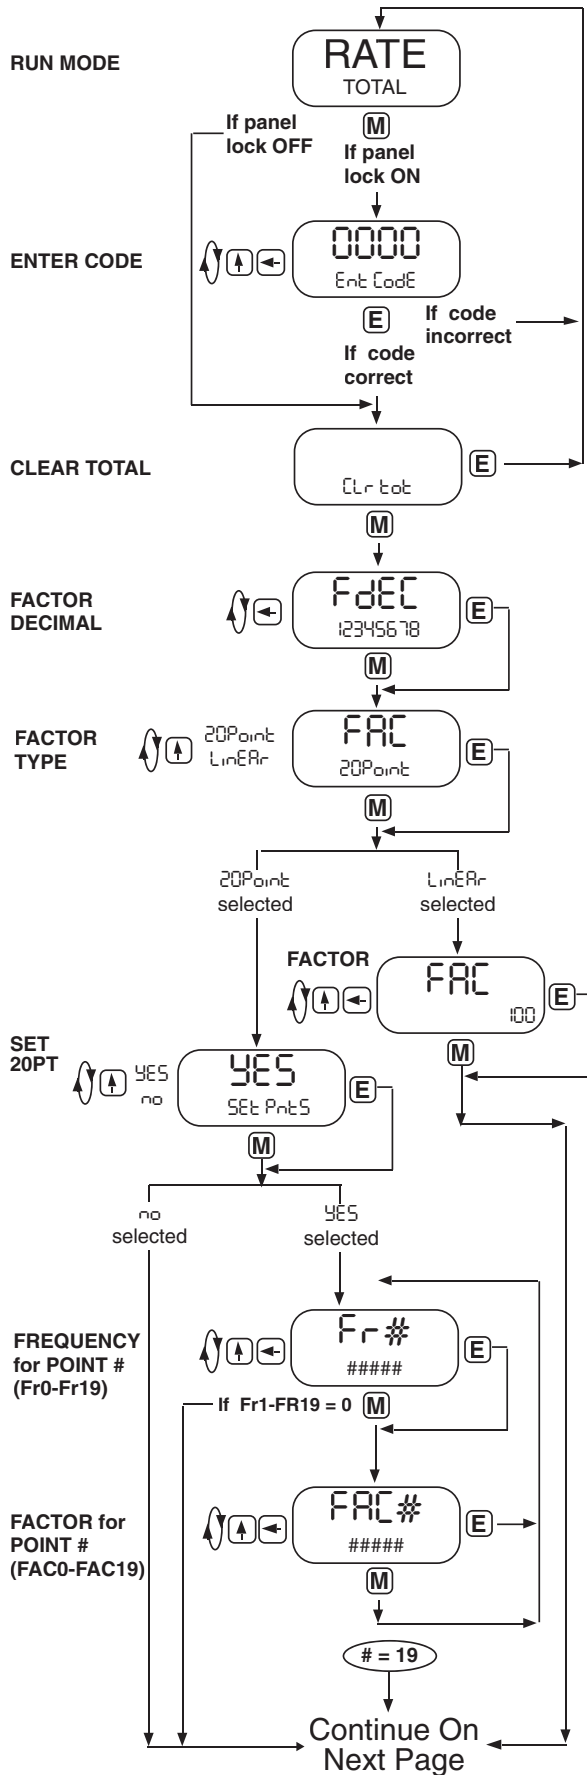 RUN MODE
RATE
TOTAL
M
If panel
lock OFF
If panel
lock ON
ENTER CODE
0000
Ent CodE
E
If code
incorrect
If code
correct
CLEAR TOTAL
CLr tot
E
M
FACTOR
DECIMAL
FdEC
12345678
E
M
FACTOR
TYPE
20Point
LinEAr
FAC
20Point
E
M
20Point
selected
LinEAr
selected
FACTOR
FAC
100
E
M
SET
20PT
YES
no
YES
SEt PntS
E
M
no
selected
YES
selected
FREQUENCY
for POINT #
(Fr0-Fr19)
Fr#
#####
E
If Fr1-FR19 = 0
M
FACTOR for
POINT #
(FAC0-FAC19)
FAC#
#####
E
M
# = 19
Continue On
Next Page